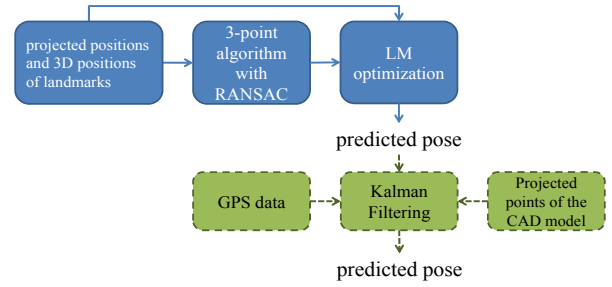 projected positions
and 3D positions
of landmarks
3-point
algorithm
with
RANSAC
LM
optimization
predicted pose
GPS data
Kalman
Filtering
Projected
points of the
CAD model
predicted pose